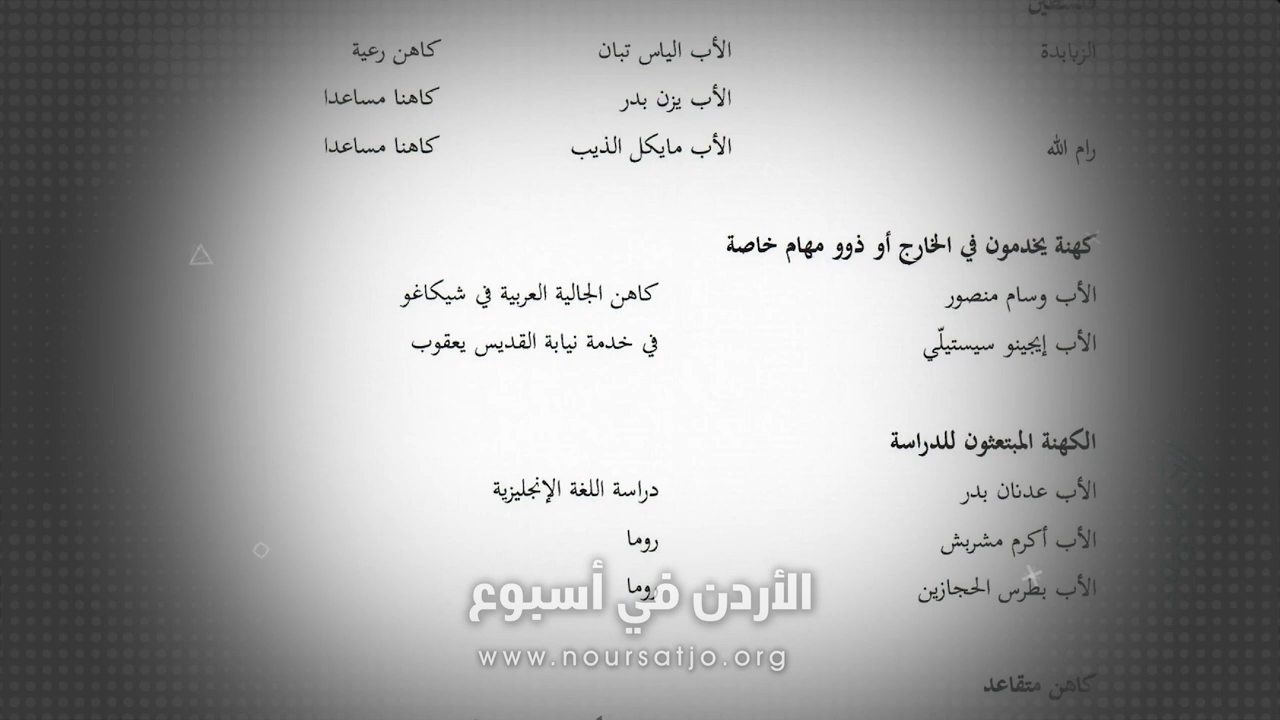 فلسطين
الزبابدة الأب الياس تبان كاهن رعية
الأب يزن بدر كاهنا مساعدا
رام الله الأب مايكل الذيب كاهنا مساعدا
كهنة يخدمون في الخارج أو ذوو مهام خاصة
الأب وسام منصور كاهن الجالية العربية في شيكاغو
الأب إيجينو سيستيلّي في خدمة نيابة القديس يعقوب
الكهنة المبتعثون للدراسة
الأب عدنان بدر دراسة اللغة الإنجليزية
الأب أكرم مشربش روما
الأب بطرس الحجازين روما
الأردن في أسبوع
www.noursatjo.org
كاهن متقاعد